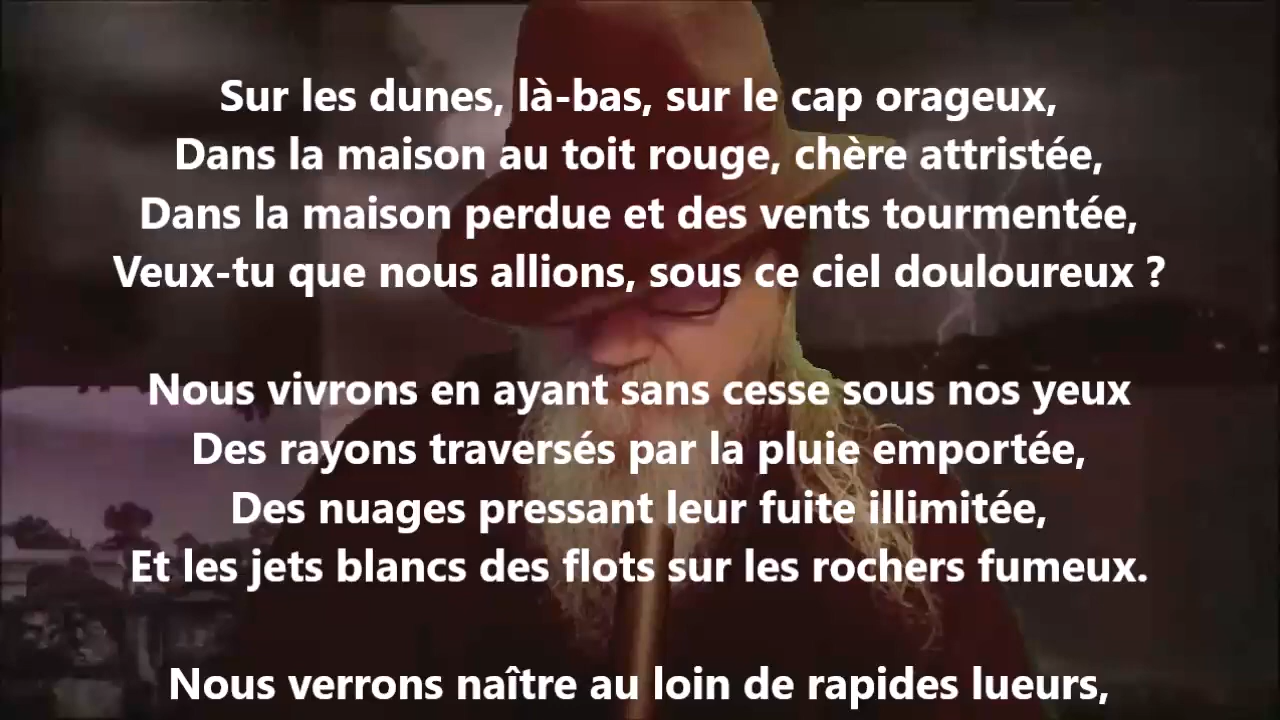 Sur les dunes, là-bas, sur le cap orageux,
Dans la maison au toit rouge, chère attristée,
Dans la maison perdue et des vents tourmentée,
Veux-tu que nous allions, sous ce ciel douloureux ?
Nous vivrons en ayant sans cesse sous nos yeux
Des rayons traversés par la pluie emportée,
Des nuages pressant leur fuite illimitée,
Et les jets blancs des flots sur les rochers fumeux.
Nous verrons naître au loin de rapides lueurs,